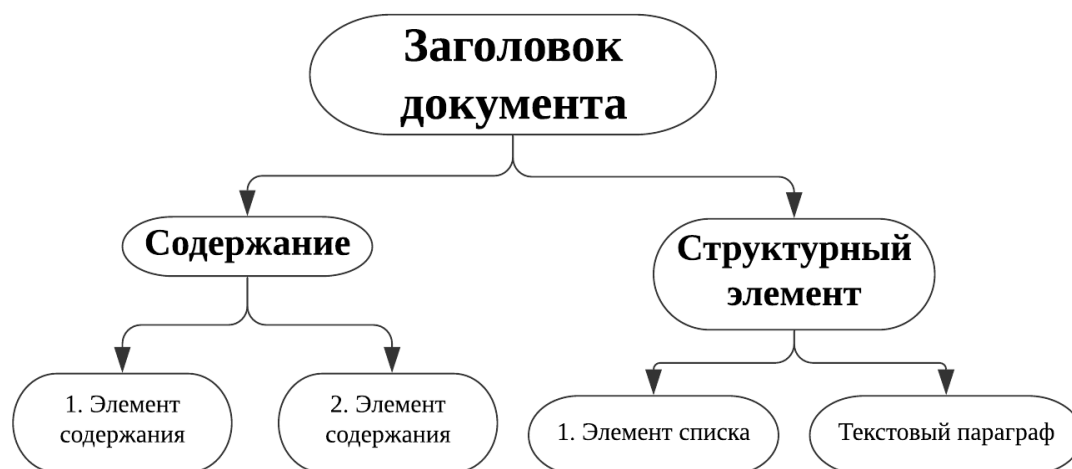 Заголовок
документа
Содержание
Структурный
элемент
1. Элемент
содержания
2. Элемент
содержания
1. Элемент списка
Текстовый параграф